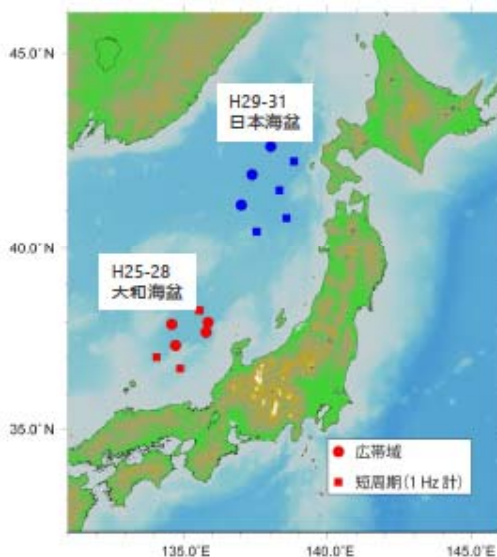 45.0°N
H29-31
日本海盆
40.0°N
H25-28
大和海盆
35.0°N
広帯域
短周期(1 Hz 計)
135.0°E
140.0°E
145.0°E